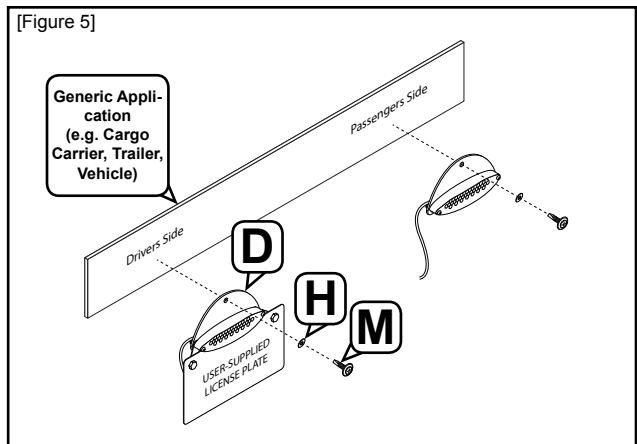 [Figure 5]
Generic Appli-
cation
(e.g. Cargo
Carrier, Trailer,
Vehicle)
Passengers Side
Drivers Side
D
H
M
USER-SUPPLIED
LICENSE PLATE